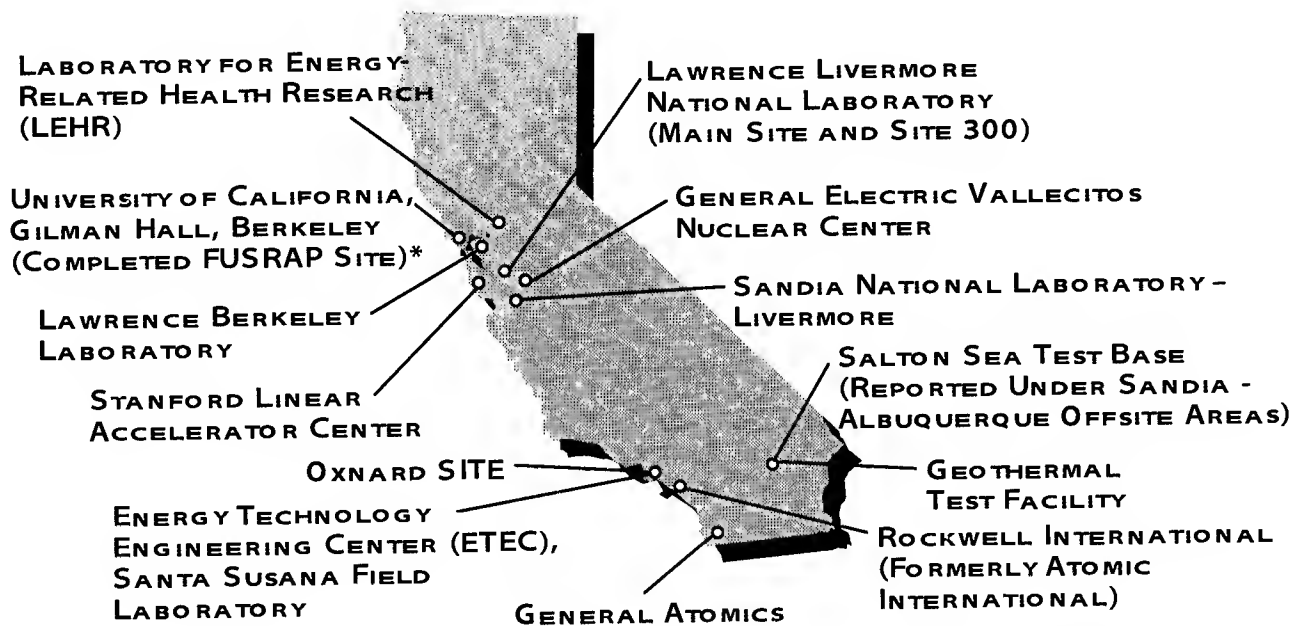 LABORATORY FOR ENERGY-
RELATED HEALTH RESEARCH
(LEHR)
UNIVERSITY OF CALIFORNIA,
GILMAN HALL, BERKELEY
(COMPLETED FUSRAP SITE)*
LAWRENCE BERKELEY
LABORATORY
STANFORD LINEAR
ACCELERATOR CENTER
OXNARD SITE
ENERGY TECHNOLOGY
ENGINEERING CENTER (ETEC),
SANTA SUSANA FIELD
LABORATORY
GENERAL ATOMICS
LAWRENCE LIVERMORE
NATIONAL LABORATORY
(MAIN SITE AND SITE 300)
GENERAL ELECTRIC VALLECITOS
NUCLEAR CENTER
SANDIA NATIONAL LABORATORY –
LIVERMORE
SALTON SEA TEST BASE
(REPORTED UNDER SANDIA -
ALBUQUERQUE OFFSITE AREAS)
GEOTHERMAL
TEST FACILITY
ROCKWELL INTERNATIONAL
(FORMERLY ATOMIC
INTERNATIONAL)